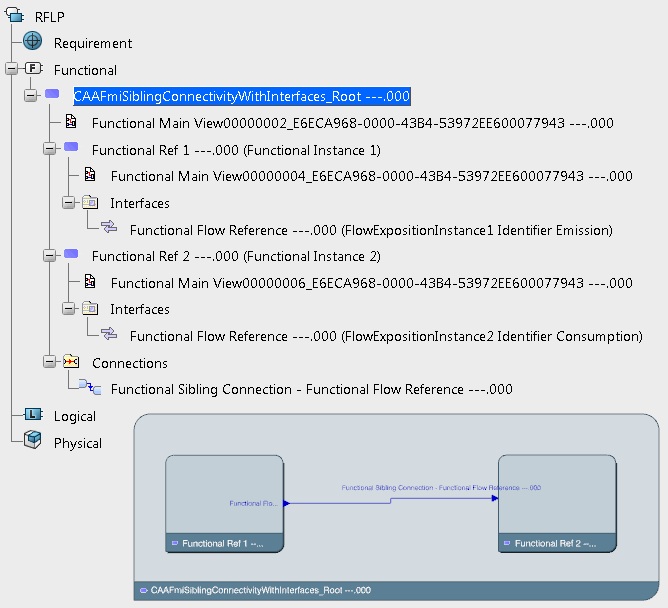 RFLP
Requirement
F Functional
CAAFmiSiblingConnectivityWithInterfaces_Root ---.000
Functional Main View00000002_E6ECA968-0000-43B4-53972EE600077943 ---.000
Functional Ref 1 ---.000 (Functional Instance 1)
Functional Main View00000004_E6ECA968-0000-43B4-53972EE600077943 ---.000
Interfaces
Functional Flow Reference ---.000 (FlowExpositionInstance1 Identifier Emission)
Functional Ref 2 ---.000 (Functional Instance 2)
Functional Main View00000006_E6ECA968-0000-43B4-53972EE600077943 ---.000
Interfaces
Functional Flow Reference ---.000 (FlowExpositionInstance2 Identifier Consumption)
Connections
Functional Sibling Connection - Functional Flow Reference ---.000
L Logical
Physical
Functional Sibling Connection - Functional Flow Reference ---.000
Functional Flo...
Functional Ref 1 --...
Functional Ref 2 --...
CAAFmiSiblingConnectivityWithInterfaces_Root ---.000